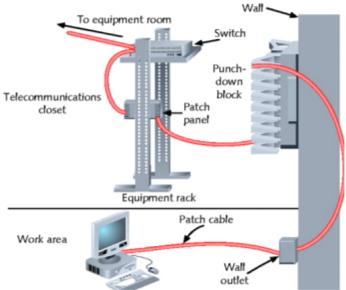 To equipment room
Wall
Switch
Punch-
down
block
Telecommunications
closet
Patch
panel
Equipment rack
Patch cable
Work area
Wall
outlet